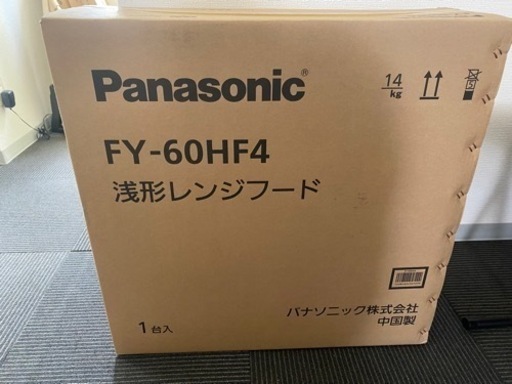 Panasonic®
14
kg
FY-60HF4
浅形レンジフード
1台入
パナソニック株式会社
中国製